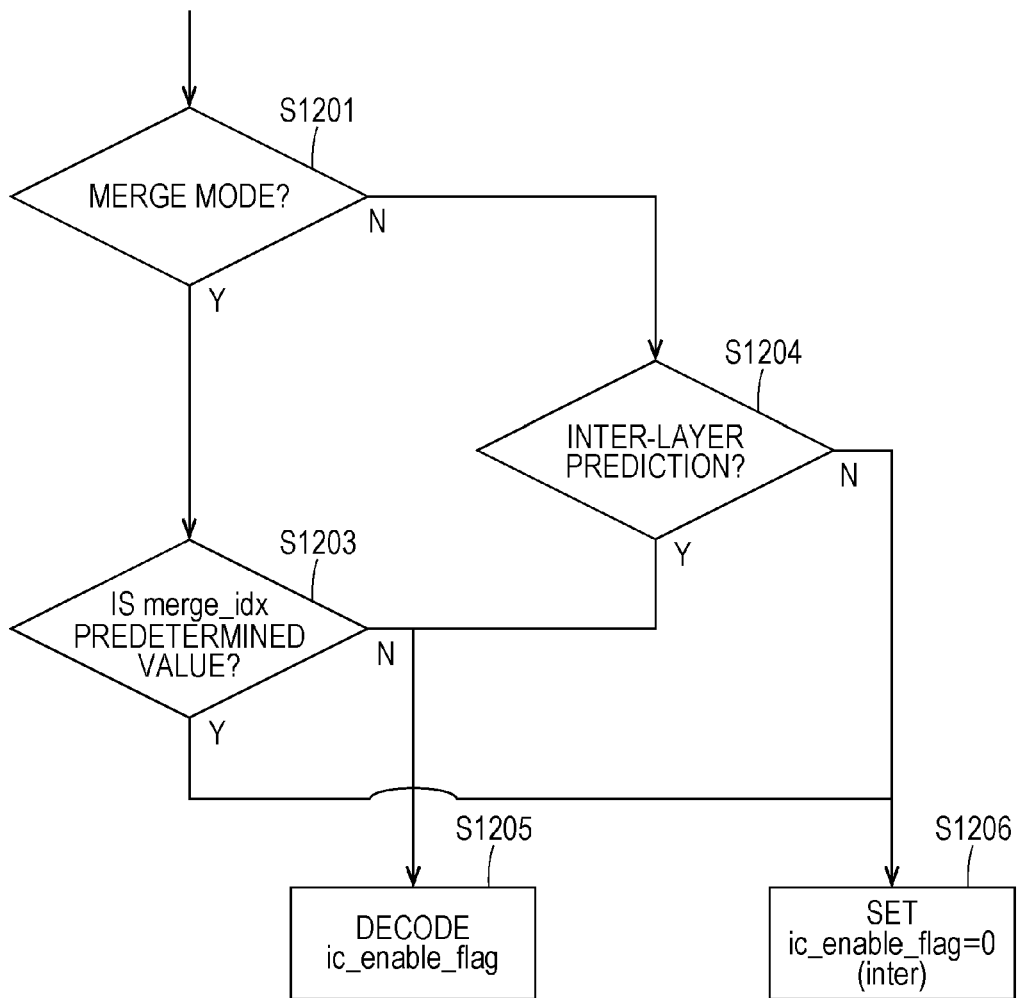 S1201
MERGE MODE?
N
Y
S1204
INTER-LAYER
PREDICTION?
N
Y
S1203
IS merge_idx
PREDETERMINED
VALUE?
N
Y
S1205
DECODE
ic_enable_flag
S1206
SET
ic_enable_flag=0
(inter)